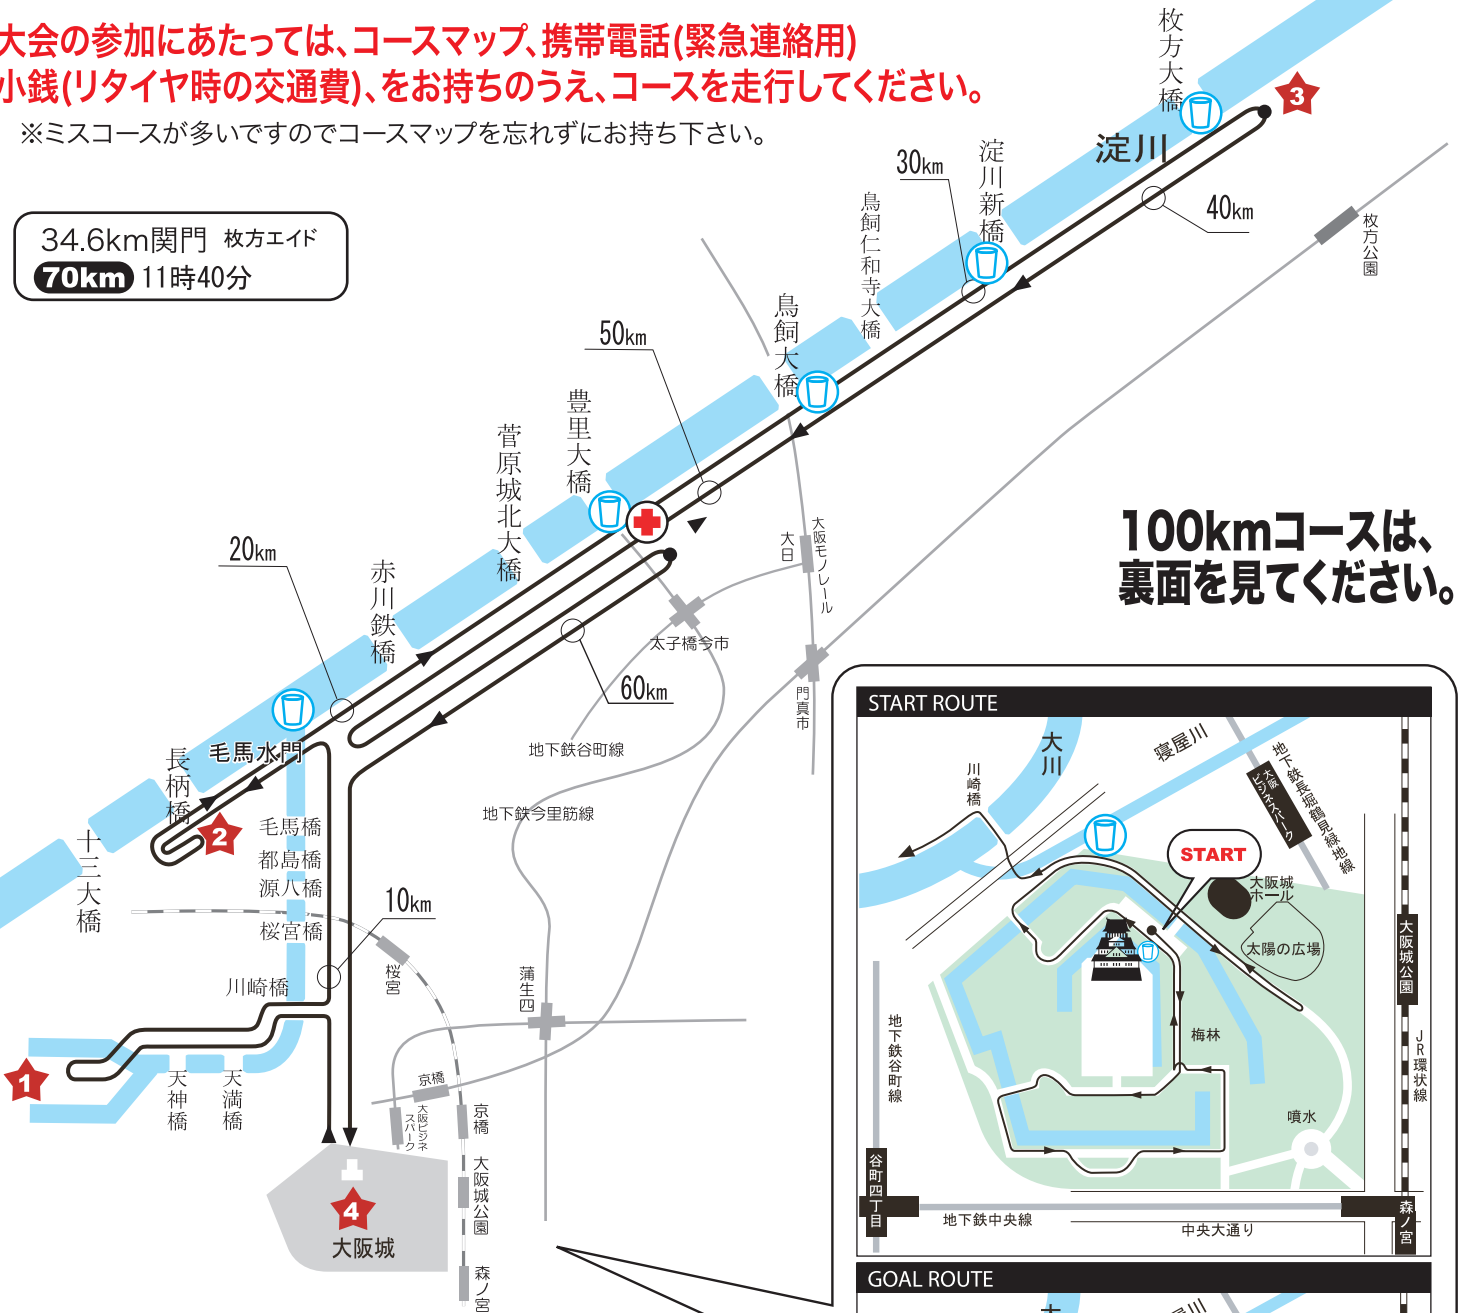 大会の参加にあたっては、コースマップ、携帯電話(緊急連絡用)
小銭(リタイヤ時の交通費)、をお持ちのうえ、コースを走行してください。
※ミスコースが多いですのでコースマップを忘れずにお持ち下さい。
34.6km関門 枚方エイド
70km 11時40分
枚方大橋
3
淀川
淀川新橋
30km
40km
鳥飼仁和寺大橋
枚方公園
鳥飼大橋
50km
豊里大橋
菅原城北大橋
大阪モノレール
大日
20km
赤川鉄橋
太子橋今市
60km
門真市
地下鉄谷町線
毛馬水門
長柄橋
2
地下鉄今里筋線
十三大橋
毛馬橋
都島橋
源八橋
桜宮橋
10km
桜宮
川崎橋
蒲生四
1
天神橋
天満橋
京橋
大阪ビジネ
スパーク
京橋
大阪城公園
4
大阪城
森ノ宮
100kmコースは、
裏面を見てください。
START ROUTE
大川
寝屋川
川崎橋
地下鉄長堀鶴見緑地線
大阪
ビジネスパーク
START
大阪城
ホール
太陽の広場
大阪城公園
梅林
地下鉄谷町線
JR環状線
噴水
谷町四丁目
地下鉄中央線
中央大通り
森ノ宮
GOAL ROUTE